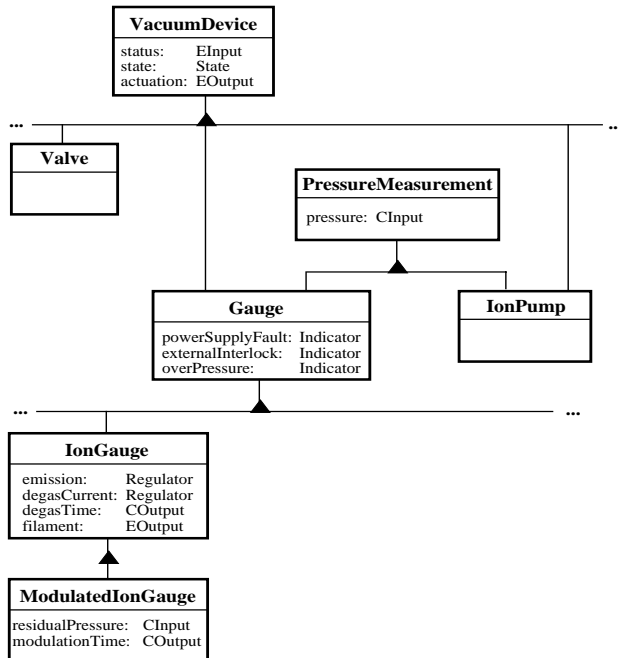 VacuumDevice
status: EInput
state: State
actuation: EOutput
... ..
Valve
PressureMeasurement
pressure: CInput
Gauge
powerSupplyFault: Indicator
externalInterlock: Indicator
overPressure: Indicator
IonPump
... ...
IonGauge
emission: Regulator
degasCurrent: Regulator
degasTime: COutput
filament: EOutput
ModulatedIonGauge
residualPressure: CInput
modulationTime: COutput